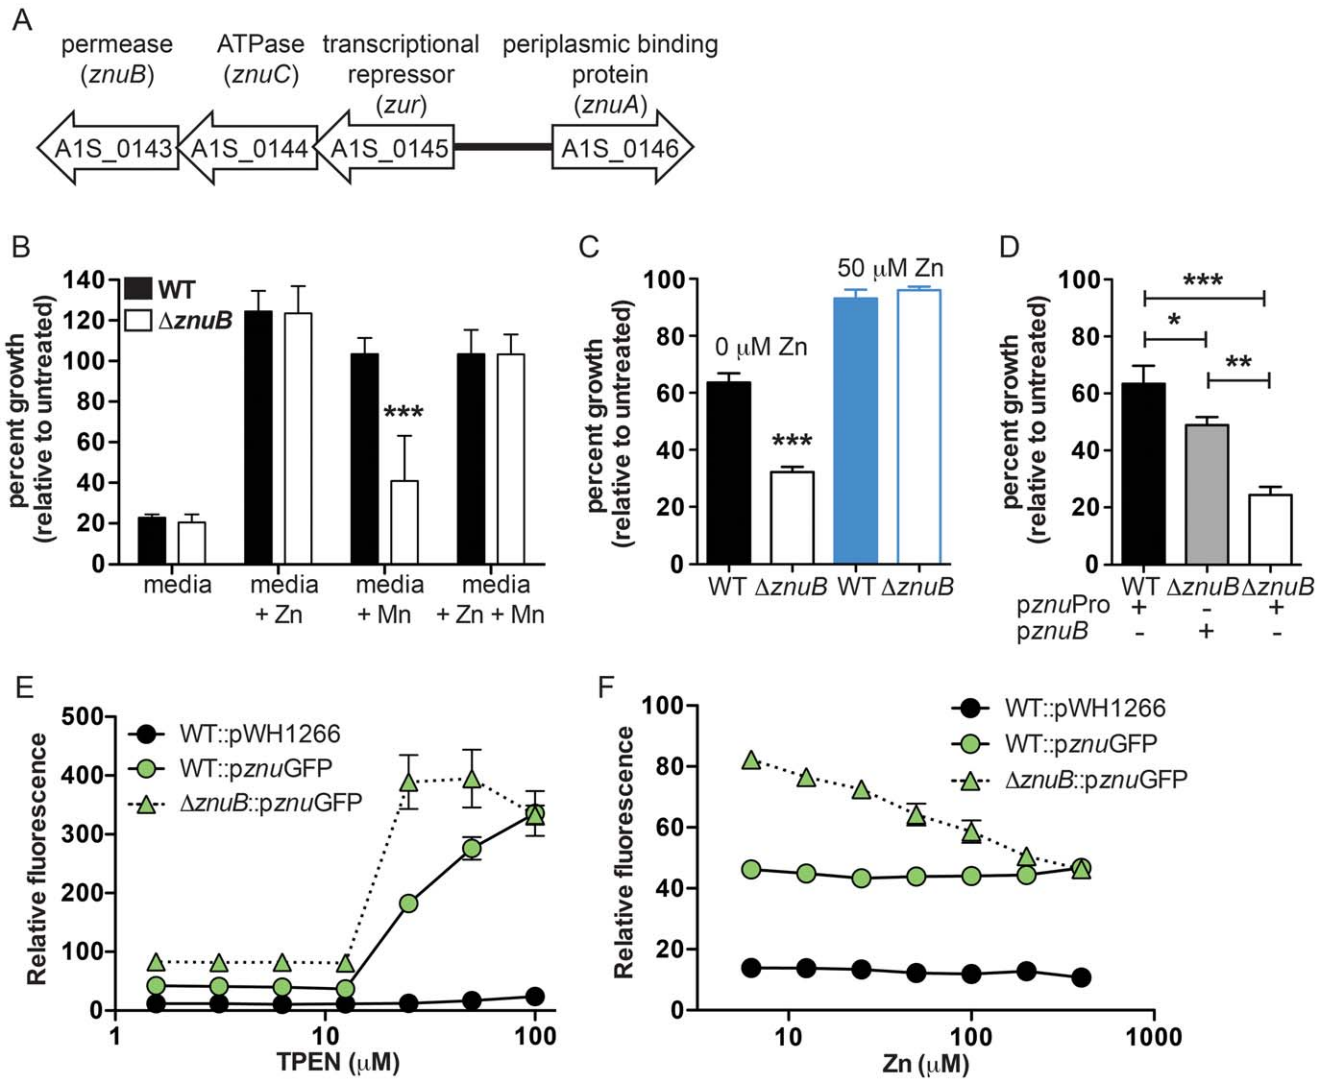 A
permease
(znuB)
ATPase
(znuC)
transcriptional
repressor
(zur)
periplasmic binding
protein
(znuA)
A1S_0143
A1S_0144
A1S_0145
A1S_0146
B
percent growth
(relative to untreated)
140
120
100
80
60
40
20
0
WT
ΔznuB
***
media
media
+ Zn
media
+ Mn
media
+ Zn + Mn
C
percent growth
(relative to untreated)
100
80
60
40
20
0
0 μM Zn
50 μM Zn
***
WT ΔznuB WT ΔznuB
D
percent growth
(relative to untreated)
100
80
60
40
20
0
***
*
**
WT ΔznuB ΔznuB
pznuPro + - +
pznuB - + -
E
Relative fluorescence
500
400
300
200
100
0
WT::pWH1266
WT::pznuGFP
ΔznuB::pznuGFP
1 10 100
TPEN (μM)
F
Relative fluorescence
100
80
60
40
20
0
WT::pWH1266
WT::pznuGFP
ΔznuB::pznuGFP
10 100 1000
Zn (μM)